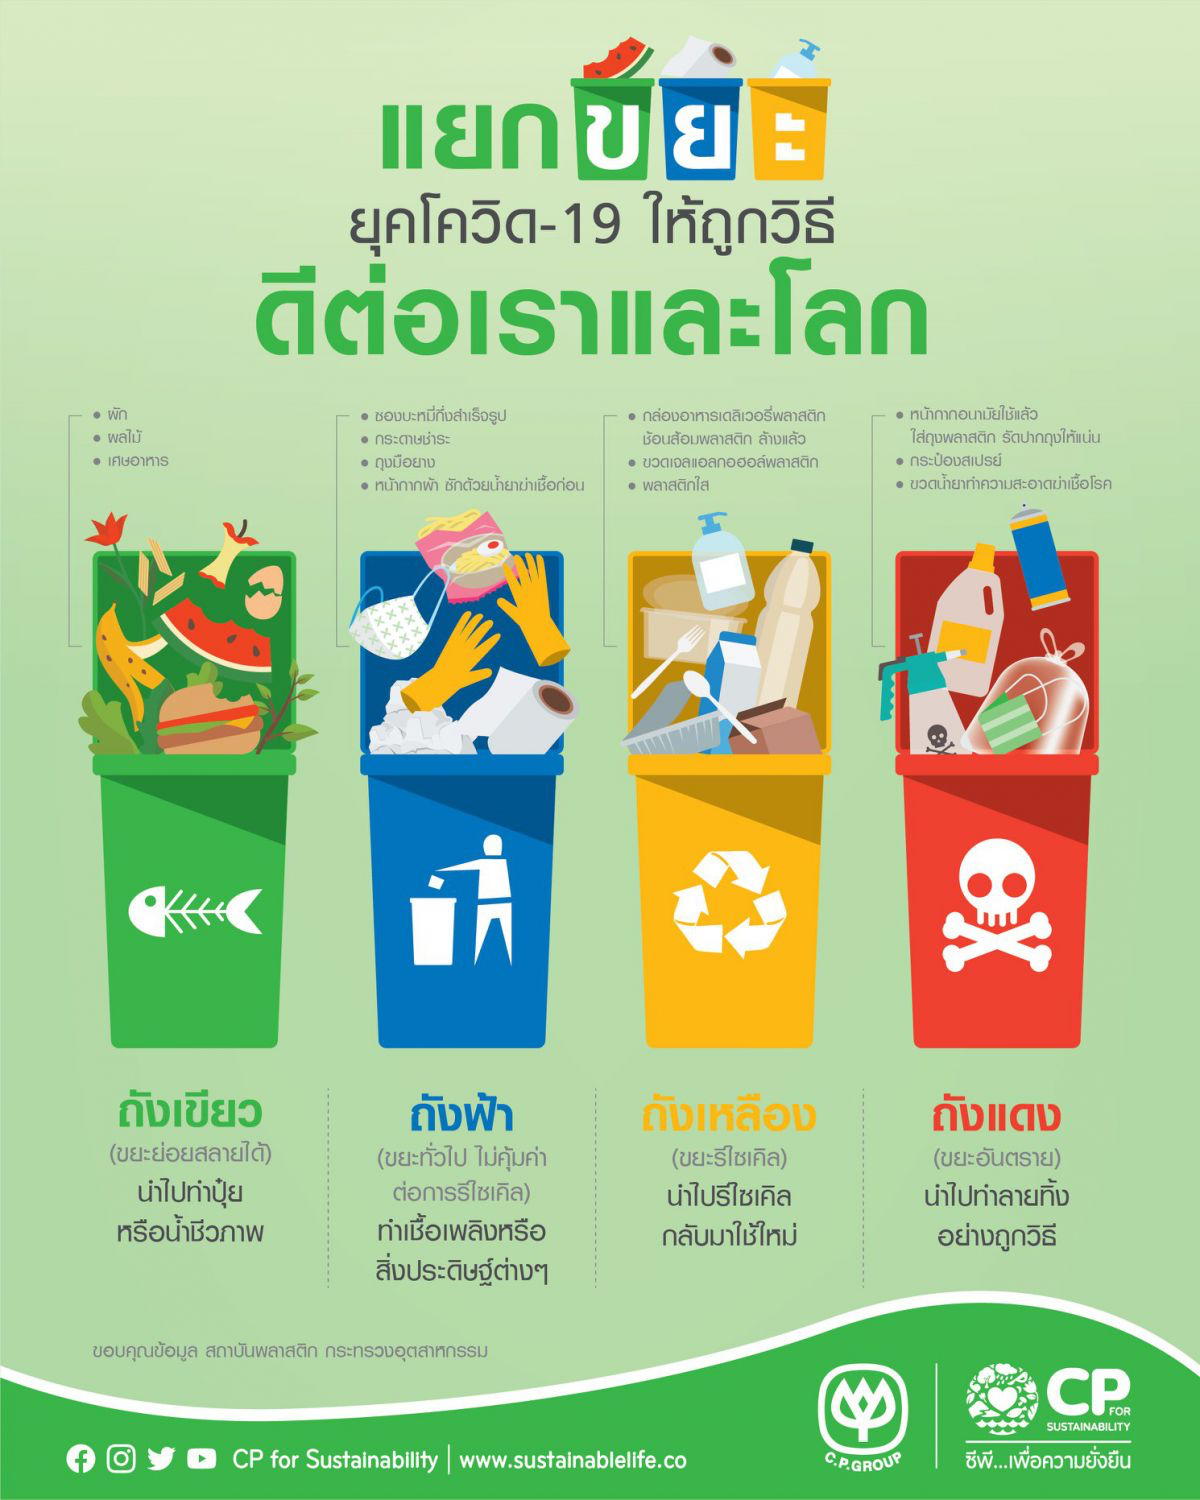 แยกขยะ
ยุคโควิด-19 ให้ถูกวิธี
ดีต่อเราและโลก
• ผัก
• ผลไม้
• เศษอาหาร
• ซองบะหมี่กึ่งสำเร็จรูป
• กระดาษชำระ
• ถุงมือยาง
• หน้ากากผ้า ซักด้วยน้ำยาฆ่าเชื้อก่อน
• กล่องอาหารเดลิเวอรี่พลาสติก
ช้อนส้อมพลาสติก ล้างแล้ว
• ขวดเจลแอลกอฮอล์พลาสติก
• พลาสติกใส
• หน้ากากอนามัยใช้แล้ว
ใส่ถุงพลาสติก รัดปากถุงให้แน่น
• กระป๋องสเปรย์
• ขวดน้ำยาทำความสะอาดฆ่าเชื้อโรค
ถังเขียว
(ขยะย่อยสลายได้)
นำไปทำปุ๋ย
หรือน้ำชีวภาพ
ถังฟ้า
(ขยะทั่วไป ไม่คุ้มค่า
ต่อการรีไซเคิล)
ทำเชื้อเพลิงหรือ
สิ่งประดิษฐ์ต่างๆ
ถังเหลือง
(ขยะรีไซเคิล)
นำไปรีไซเคิล
กลับมาใช้ใหม่
ถังแดง
(ขยะอันตราย)
นำไปทำลายทิ้ง
อย่างถูกวิธี
ขอบคุณข้อมูล สถาบันพลาสติก กระทรวงอุตสาหกรรม
CP for Sustainability | www.sustainablelife.co
C.P.GROUP
CP
FOR
SUSTAINABILITY
ซีพี...เพื่อความยั่งยืน